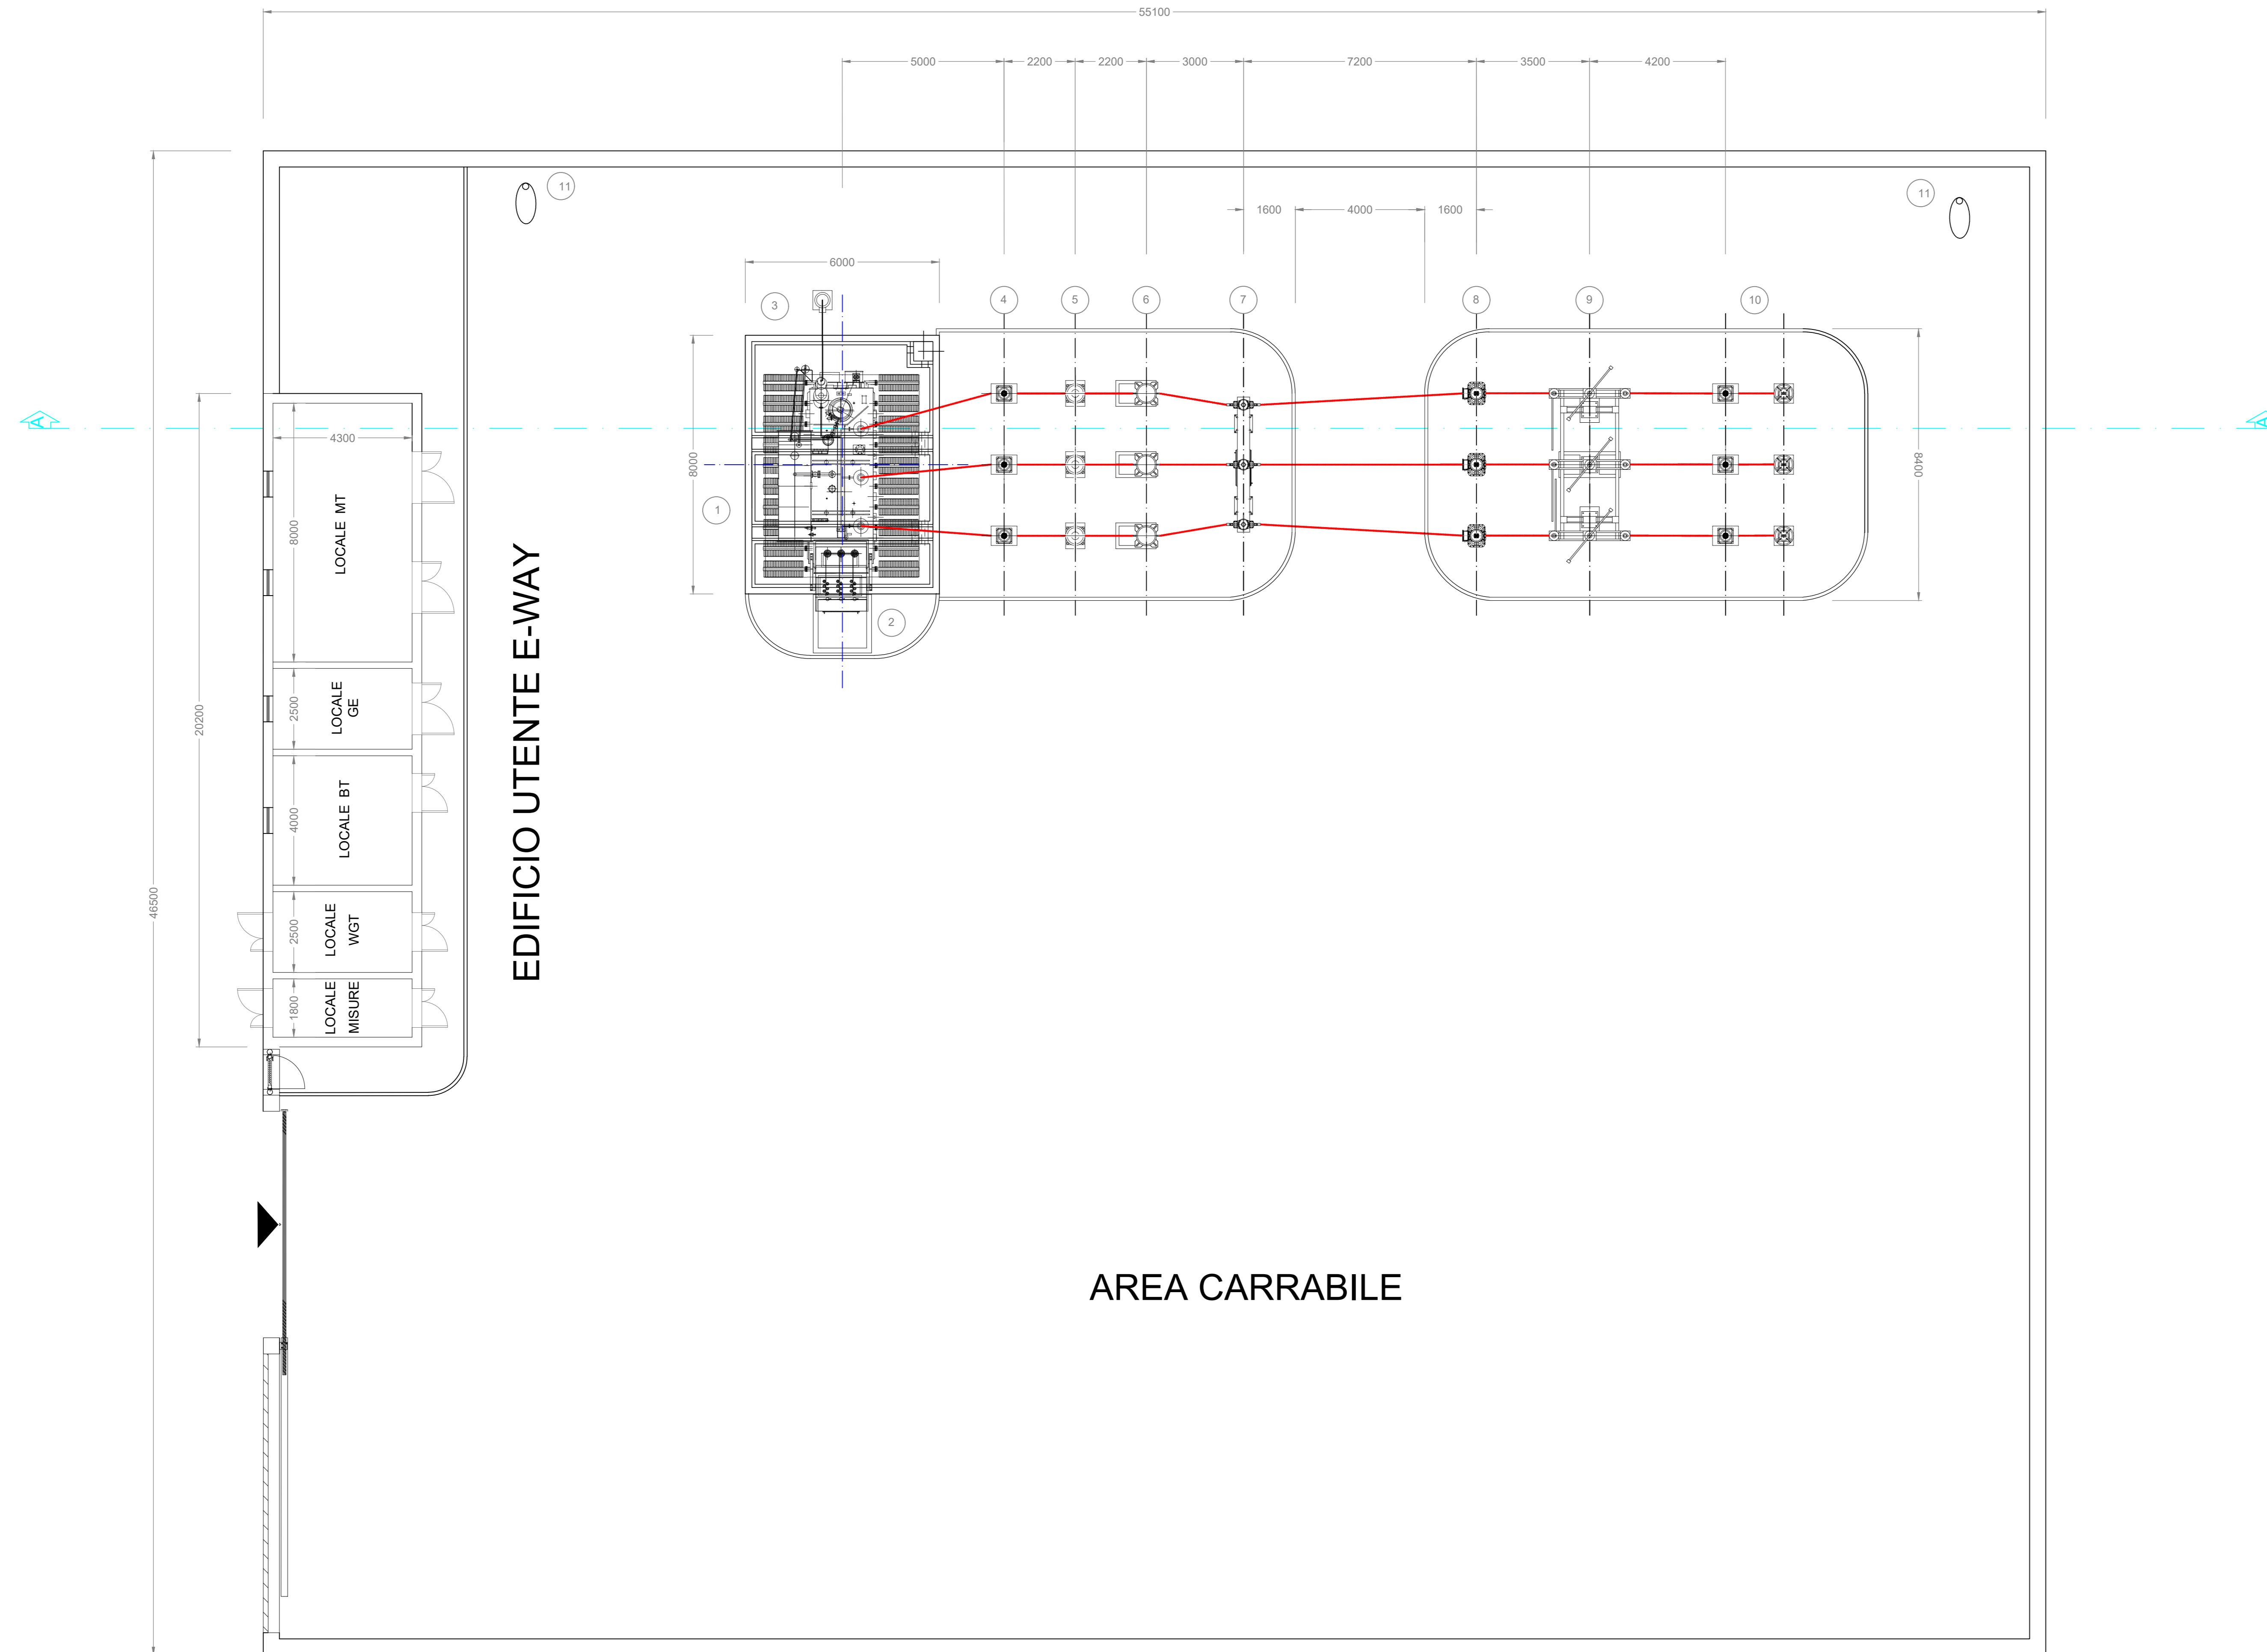 55100
5000
2200
2200
3000
7200
3500
4200
11
11
1600
4000
1600
6000
3
4
5
6
7
8
9
10
A
A
4300
8000
LOCALE MT
8000
1
8400
2
EDIFICIO UTENTE E-WAY
20200
2500
LOCALE
GE
4000
LOCALE BT
46500
2500
LOCALE
WGT
1800
LOCALE
MISURE
AREA CARRABILE